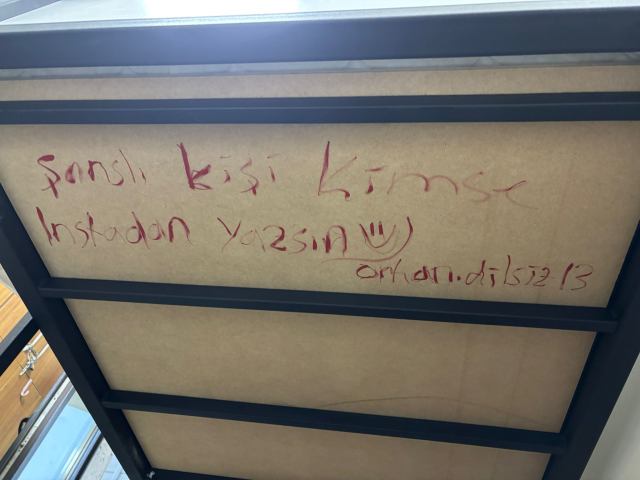 Şanslı kişi Kimse
Instadan Yazsın
orhan.dilsiz13